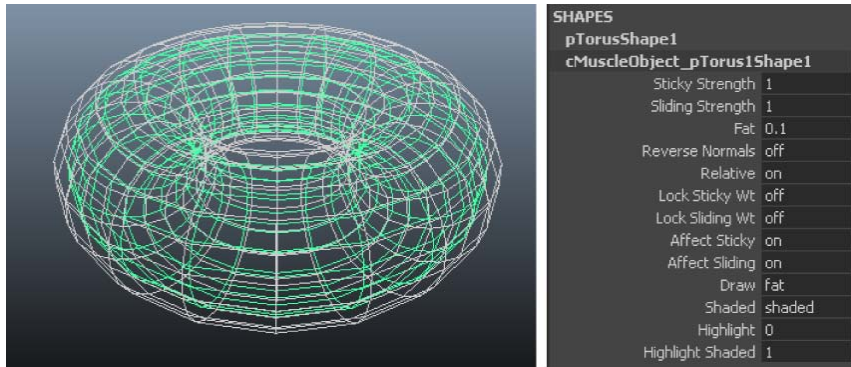 SHAPES
pTorusShape1
cMuscleObject_pTorus1Shape1
Sticky Strength 1
Sliding Strength 1
Fat 0.1
Reverse Normals off
Relative on
Lock Sticky Wt off
Lock Sliding Wt off
Affect Sticky on
Affect Sliding on
Draw fat
Shaded shaded
Highlight 0
Highlight Shaded 1